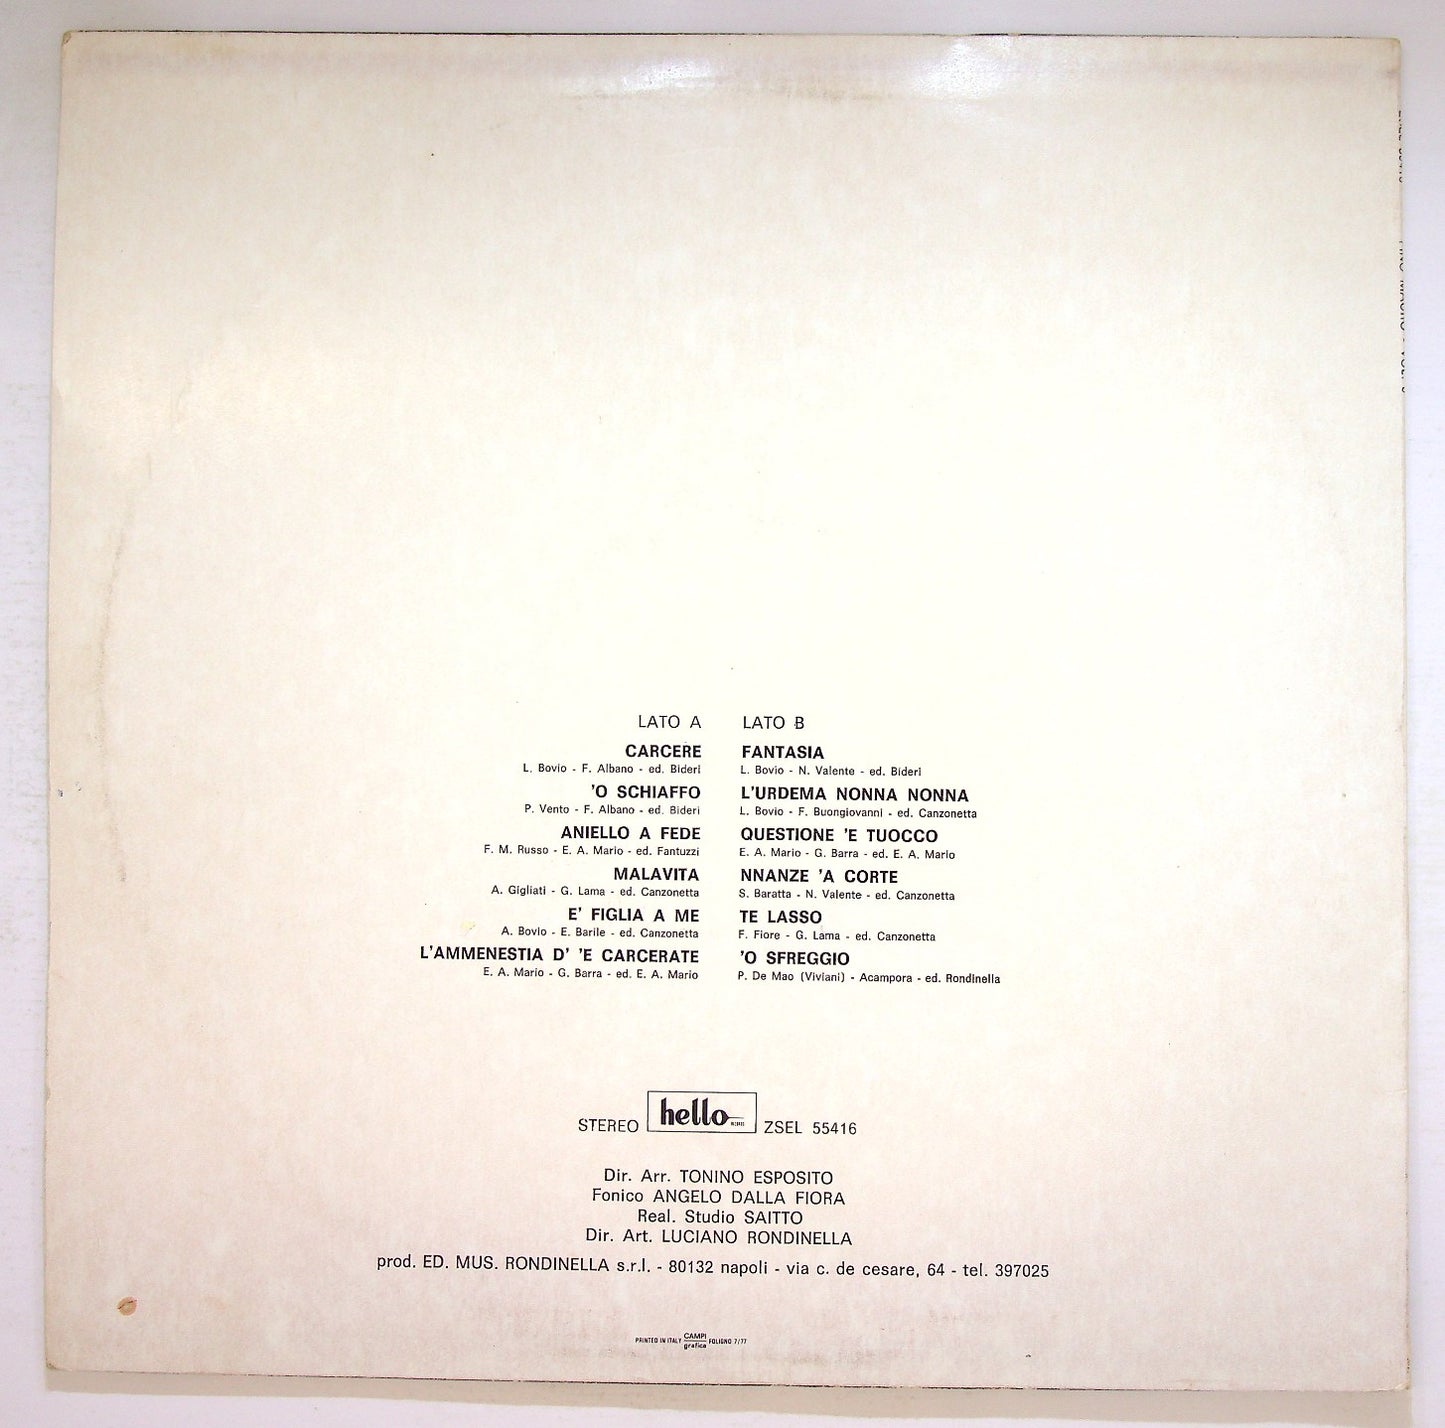 LATO A
CARCERE
L. Bovio - F. Albano - ed. Bideri
'O SCHIAFFO
P. Vento - F. Albano - ed. Bideri
ANIELLO A FEDE
F. M. Russo - E. A. Mario - ed. Fantuzzi
MALAVITA
A. Gigliati - G. Lama - ed. Canzonetta
E' FIGLIA A ME
A. Bovio - E. Barile - ed. Canzonetta
L'AMMENESTIA D' 'E CARCERATE
E. A. Mario - G. Barra - ed. E. A. Mario
LATO B
FANTASIA
L. Bovio - N. Valente - ed. Bideri
L'URDEMA NONNA NONNA
L. Bovio - F. Buongiovanni - ed. Canzonetta
QUESTIONE 'E TUOCCO
E. A. Mario - G. Barra - ed. E. A. Mario
NNANZE 'A CORTE
S. Baratta - N. Valente - ed. Canzonetta
TE LASSO
F. Fiore - G. Lama - ed. Canzonetta
'O SFREGGIO
P. De Mao (Viviani) - Acampora - ed. Rondinella
STEREO hello ZSEL 55416
Dir. Arr. TONINO ESPOSITO
Fonico ANGELO DALLA FIORA
Real. Studio SAITTO
Dir. Art. LUCIANO RONDINELLA
prod. ED. MUS. RONDINELLA s.r.l. - 80132 napoli - via c. de cesare, 64 - tel. 397025
PRINTED IN ITALY CAMPI grafica FOLIGNO 7/77